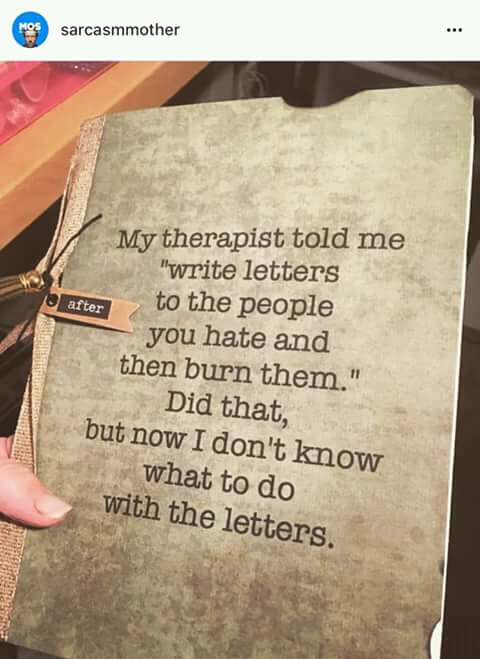 MOS
sarcasmmother
My therapist told me
"write letters
to the people
you hate and
then burn them."
Did that,
but now I don't know
what to do
with the letters.
after